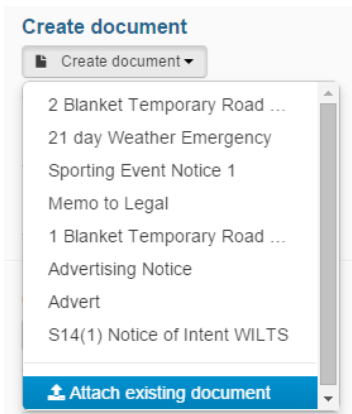 Create document
Create document
2 Blanket Temporary Road ...
21 day Weather Emergency
Sporting Event Notice 1
Memo to Legal
1 Blanket Temporary Road ...
Advertising Notice
Advert
S14(1) Notice of Intent WILTS
Attach existing document